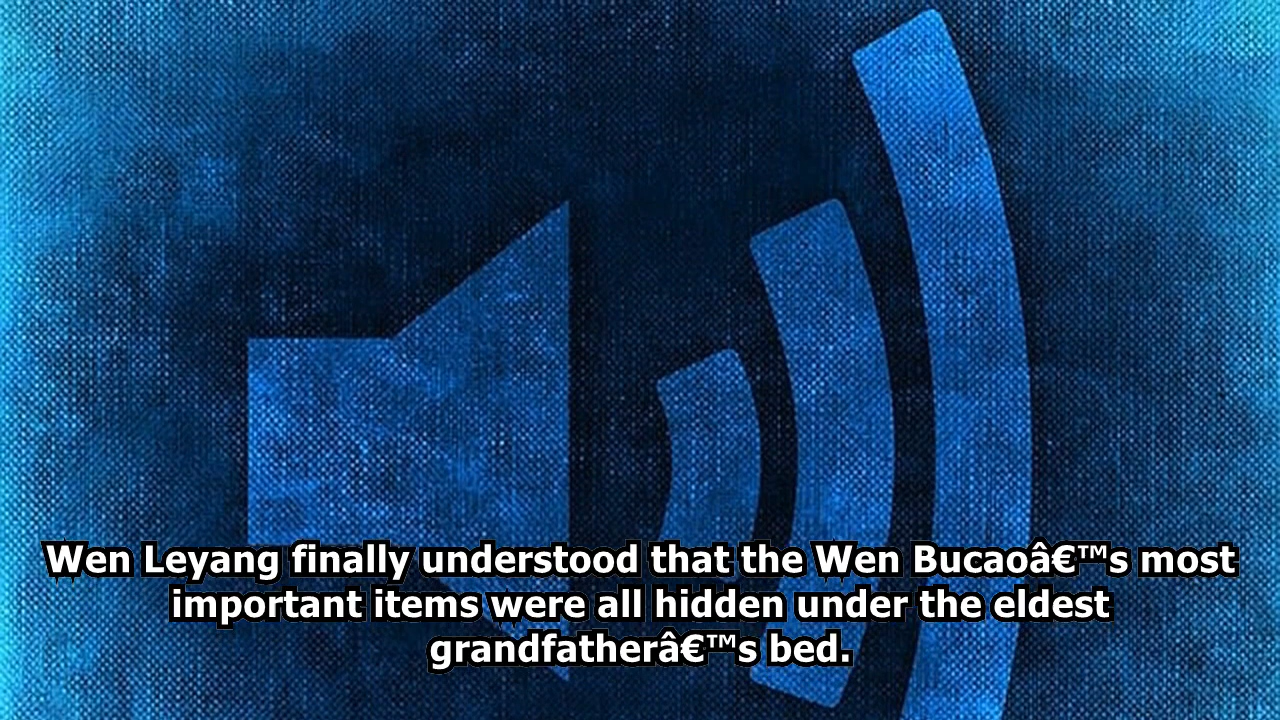 Wen Leyang finally understood that the Wen Bucaoâ€™s most
important items were all hidden under the eldest
grandfatherâ€™s bed.